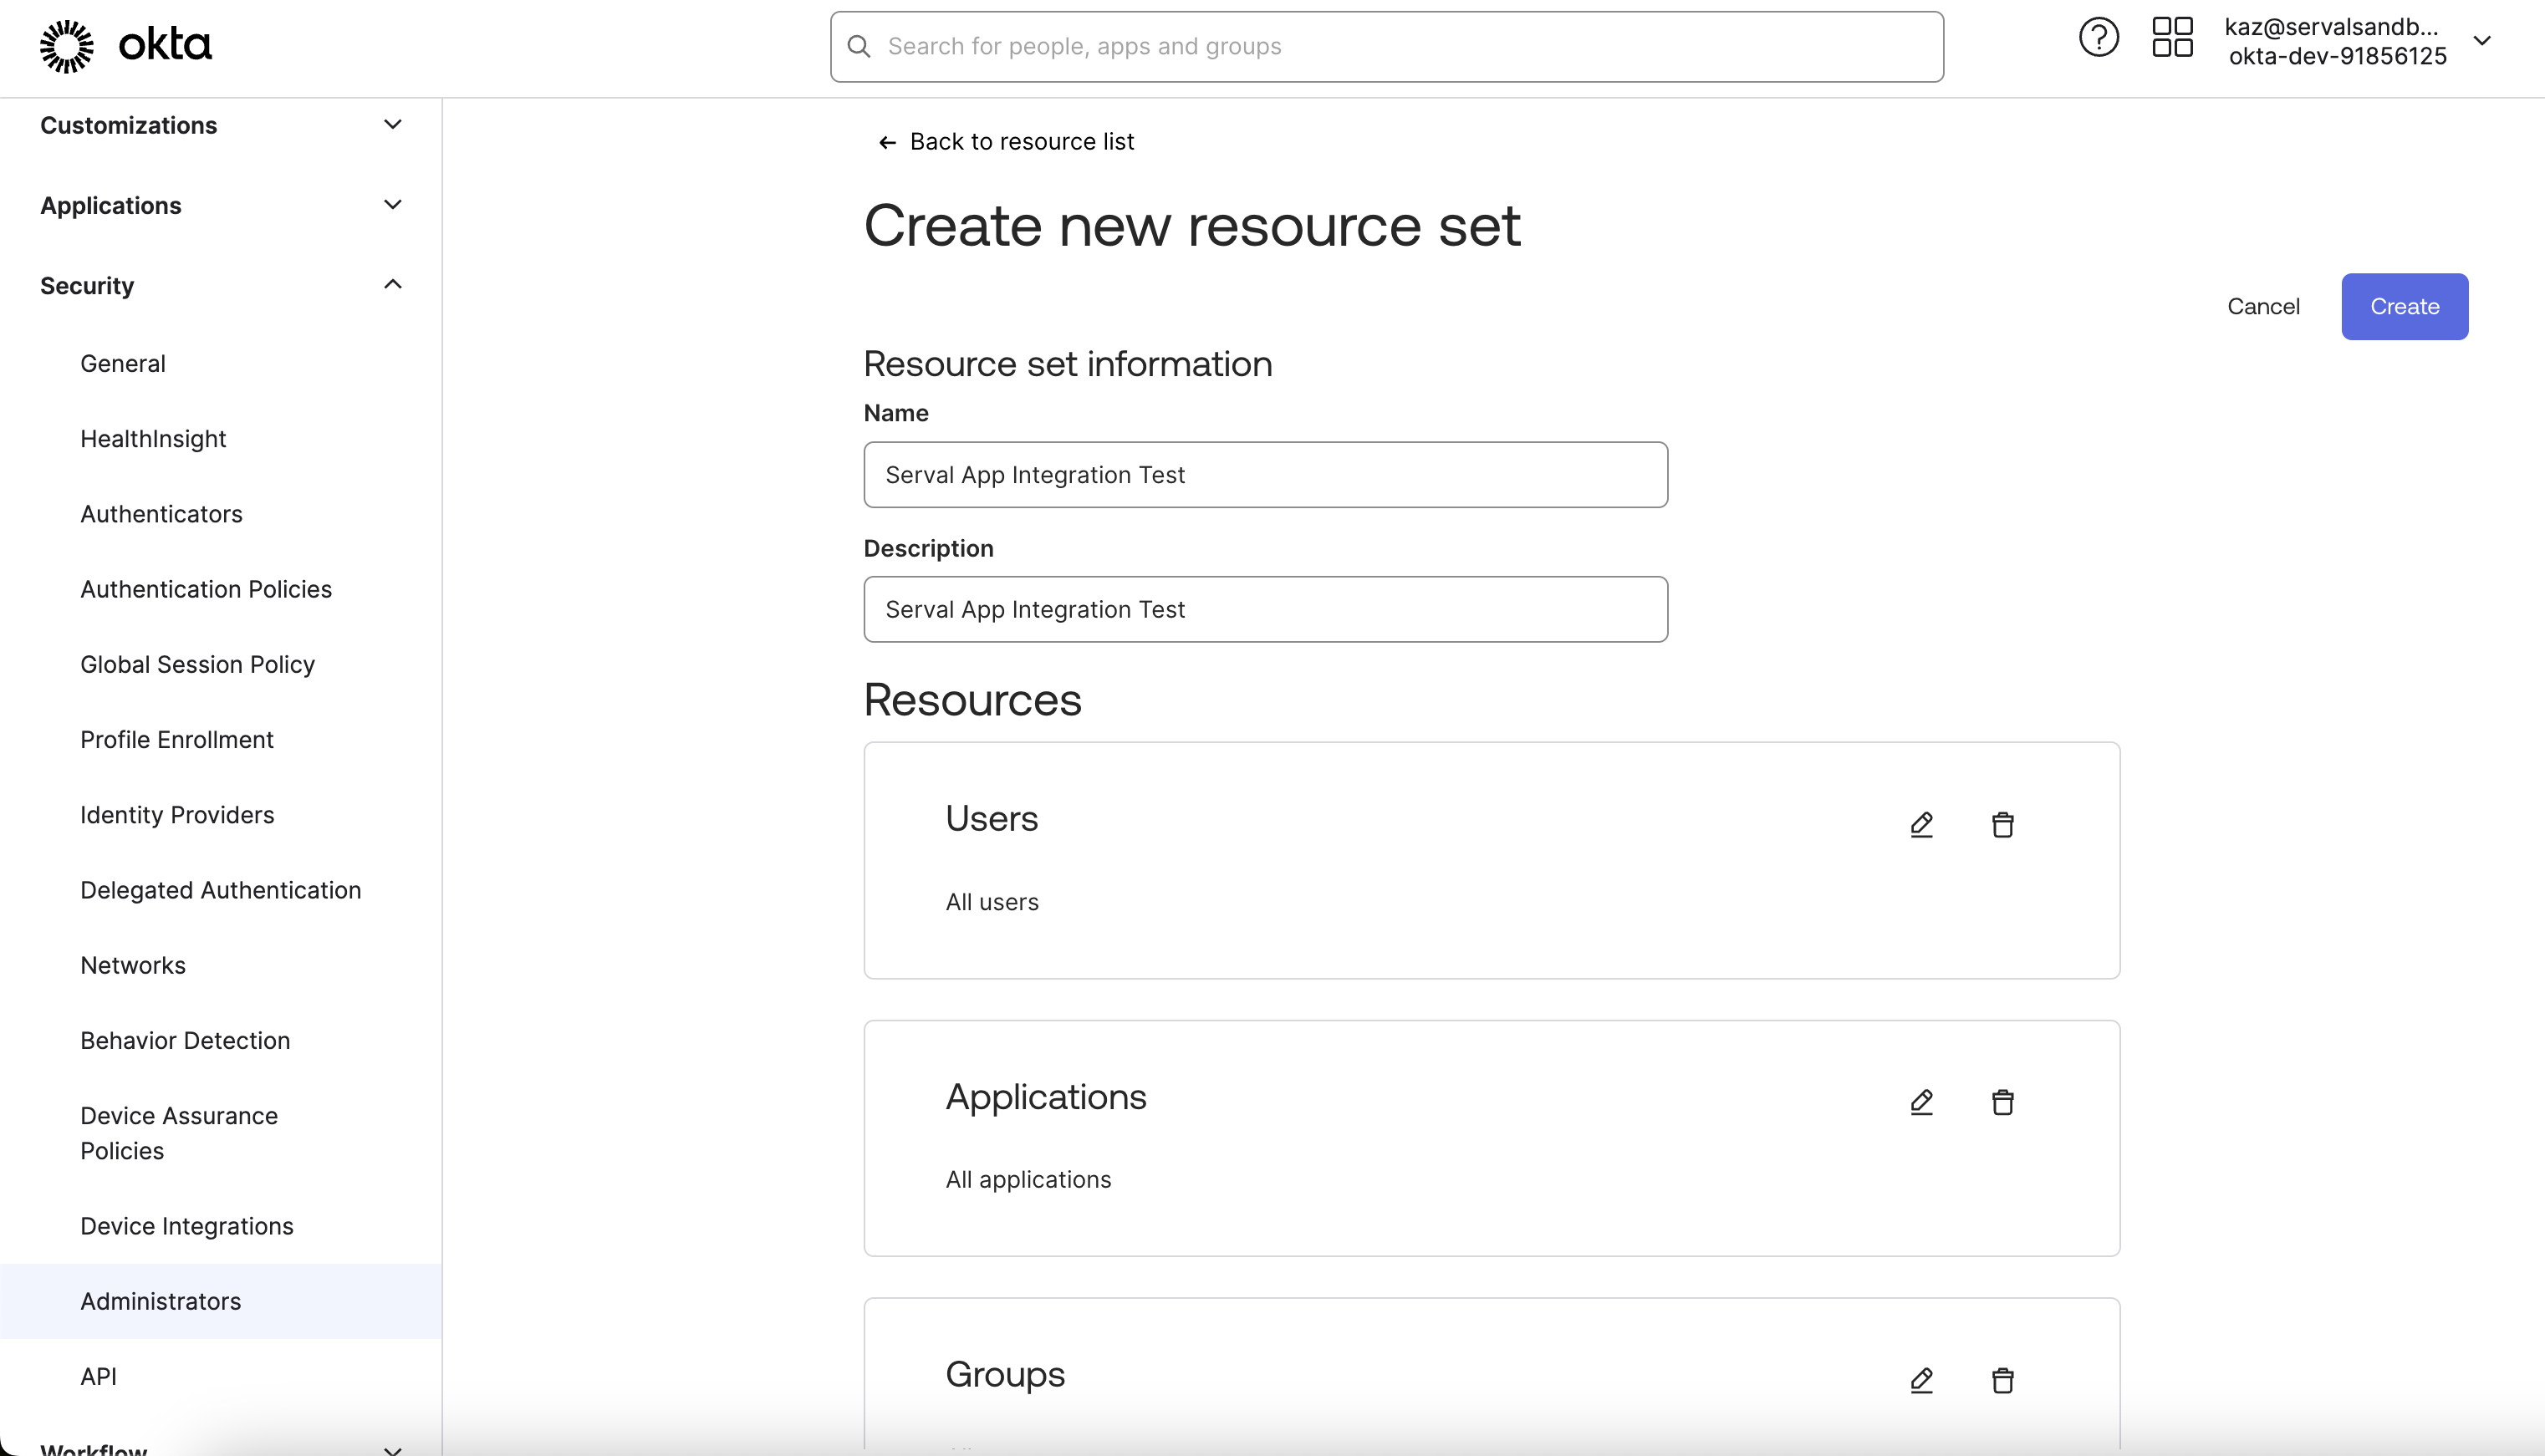 okta
Search for people, apps and groups
kaz@servalsandb...
okta-dev-91856125
Customizations
Applications
Security
General
HealthInsight
Authenticators
Authentication Policies
Global Session Policy
Profile Enrollment
Identity Providers
Delegated Authentication
Networks
Behavior Detection
Device Assurance
Policies
Device Integrations
Administrators
API
Workflow
Back to resource list
Create new resource set
Cancel
Create
Resource set information
Name
Serval App Integration Test
Description
Serval App Integration Test
Resources
Users
All users
Applications
All applications
Groups